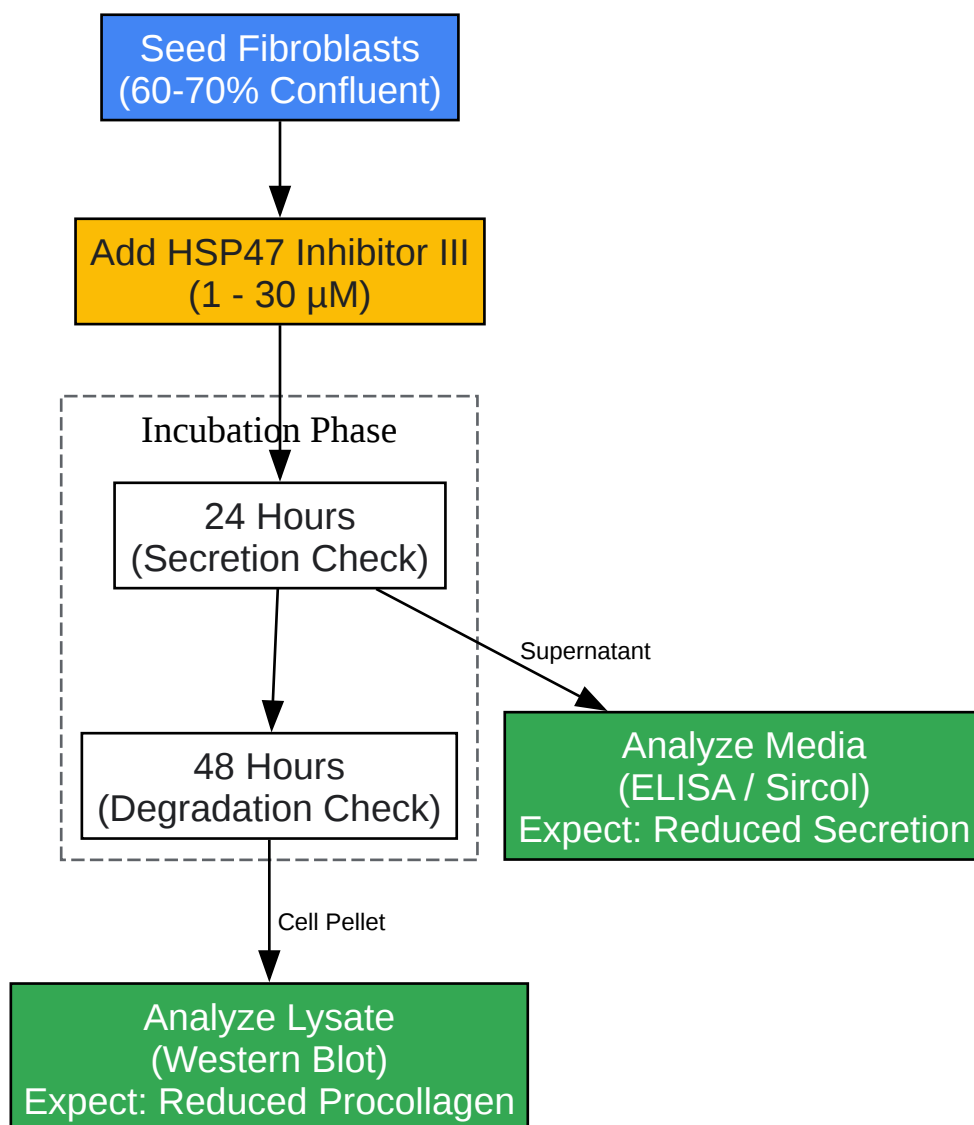 Seed Fibroblasts
(60-70% Confluent)
Add HSP47 Inhibitor III
(1 - 30 µM)
Incubation Phase
24 Hours
(Secretion Check)
Supernatant
48 Hours
(Degradation Check)
Analyze Media
(ELISA / Sircol)
Expect: Reduced Secretion
Cell Pellet
Analyze Lysate
(Western Blot)
Expect: Reduced Procollagen